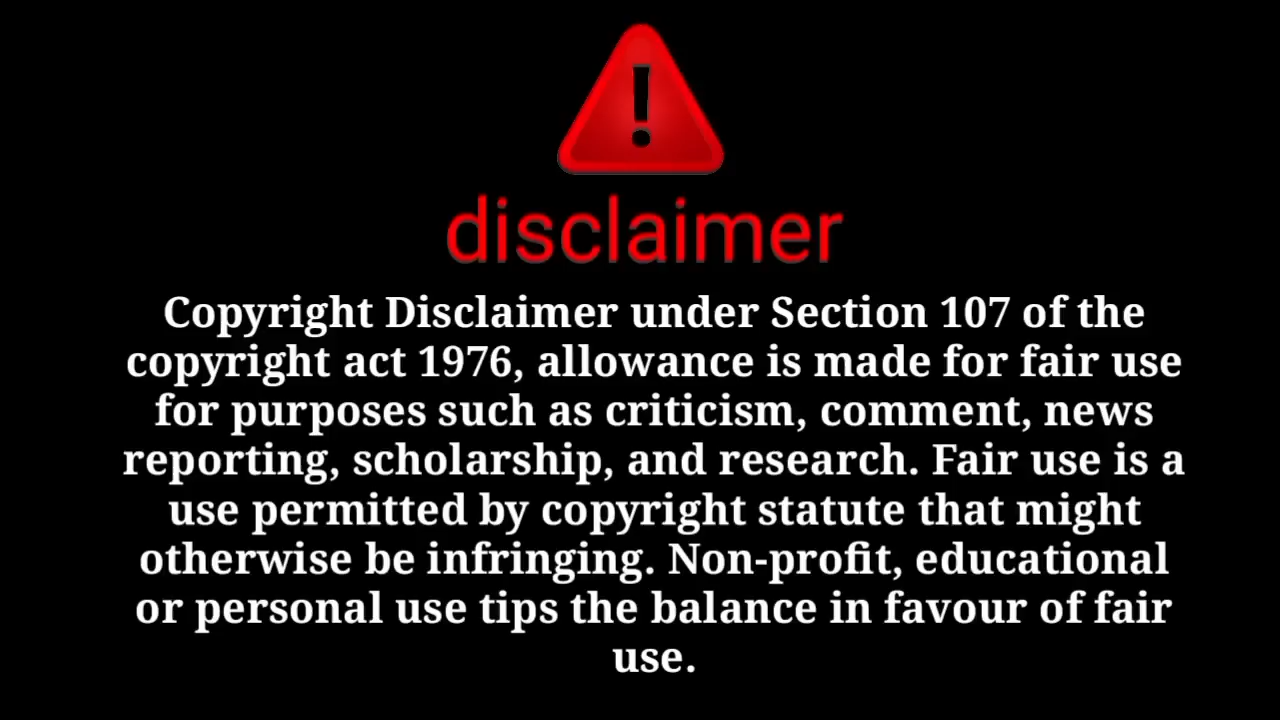 !
disclaimer
Copyright Disclaimer under Section 107 of the
copyright act 1976, allowance is made for fair use
for purposes such as criticism, comment, news
reporting, scholarship, and research. Fair use is a
use permitted by copyright statute that might
otherwise be infringing. Non-profit, educational
or personal use tips the balance in favour of fair
use.